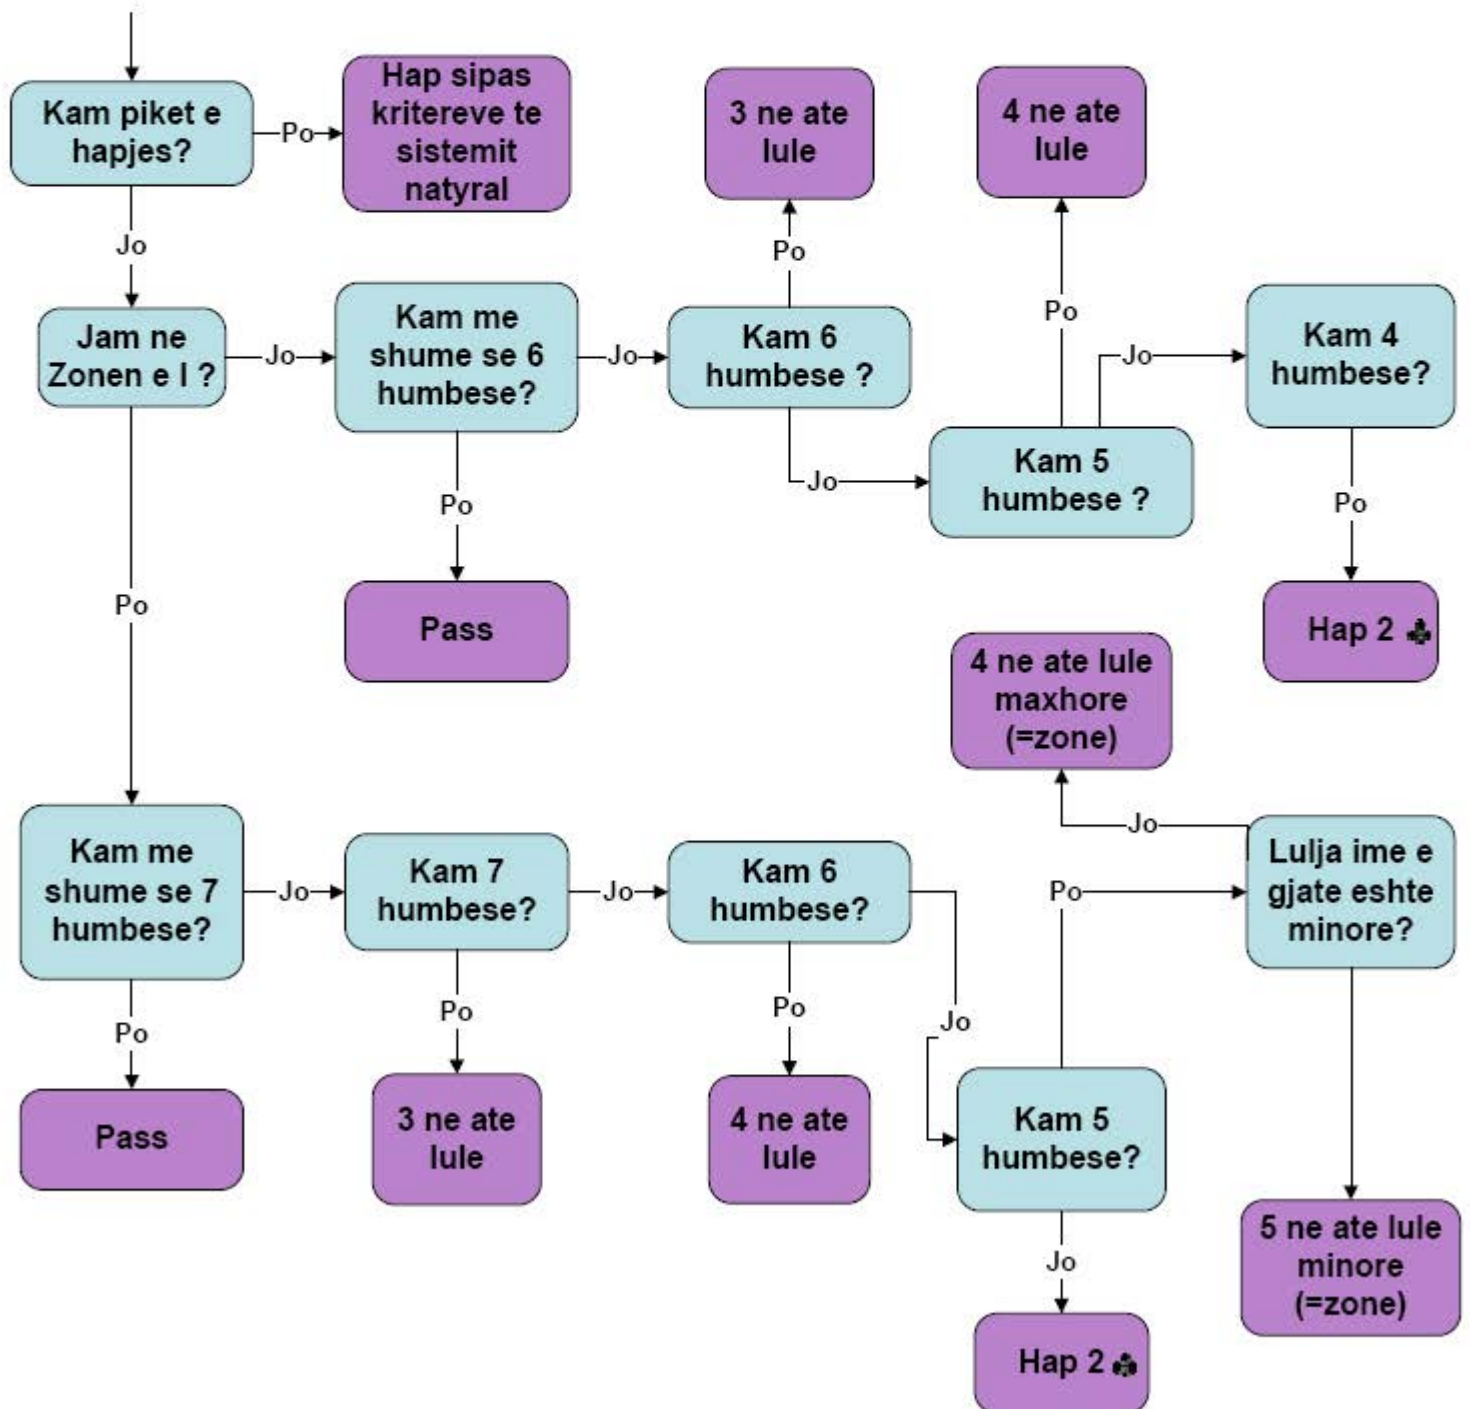 Kam piket e
hapjes?
Po
Hap sipas
kritereve te
sistemit
natyral
3 ne ate
lule
4 ne ate
lule
Jo
Po
Po
Jam ne
Zonen e I ?
Jo
Kam me
shume se 6
humbese?
Jo
Kam 6
humbese ?
Jo
Kam 4
humbese?
Jo
Kam 5
humbese ?
Po
Po
Po
Pass
Hap 2 ♣
4 ne ate lule
maxhore
(=zone)
Jo
Kam me
shume se 7
humbese?
Jo
Kam 7
humbese?
Jo
Kam 6
humbese?
Po
Lulja ime e
gjate eshte
minore?
Po
Po
Po
Jo
Pass
3 ne ate
lule
4 ne ate
lule
Kam 5
humbese?
5 ne ate lule
minore
(=zone)
Jo
Hap 2 ♣